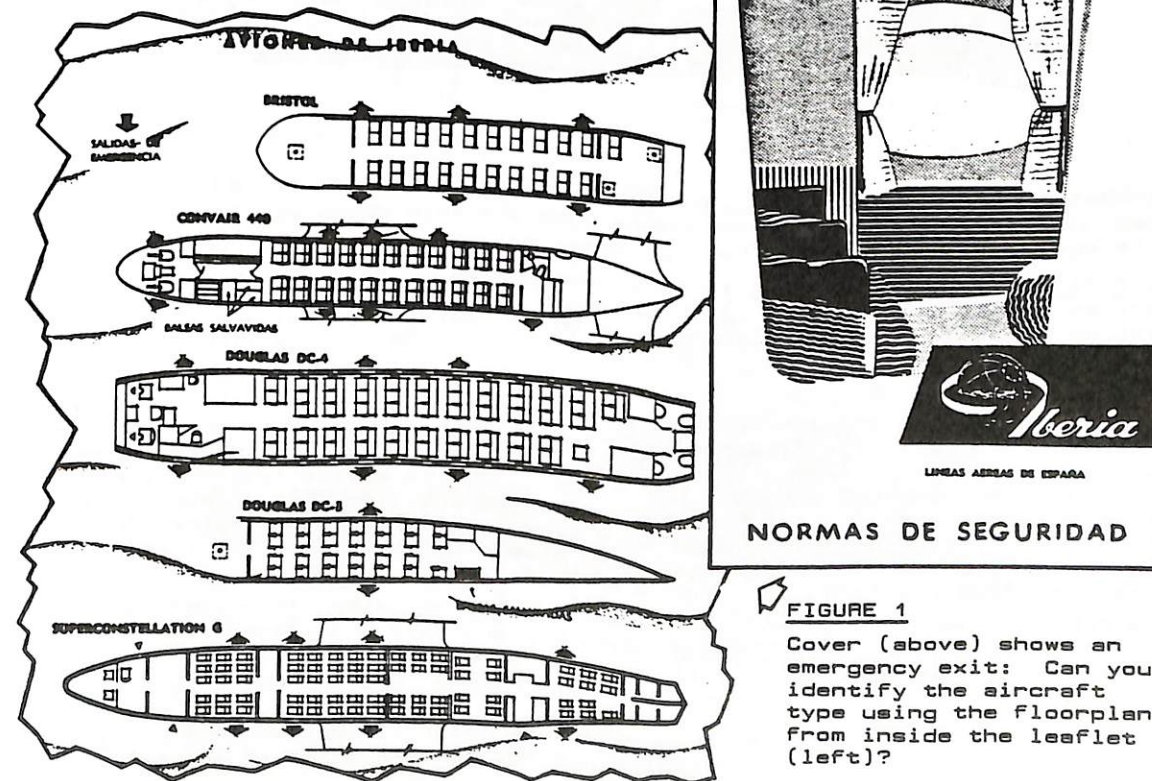 AVIONES DE IBERIA
BRISTOL
SALIDAS- DE
EMERGENCIA
CONVAIR 440
BALSAS SALVAVIDAS
DOUGLAS DC-4
DOUGLAS DC-3
SUPERCONSTELLATION G
Iberia
LINEAS AEREAS DE ESPAÑA
NORMAS DE SEGURIDAD
FIGURE 1
Cover (above) shows an
emergency exit: Can you
identify the aircraft
type using the floorplan
from inside the leaflet
(left)?